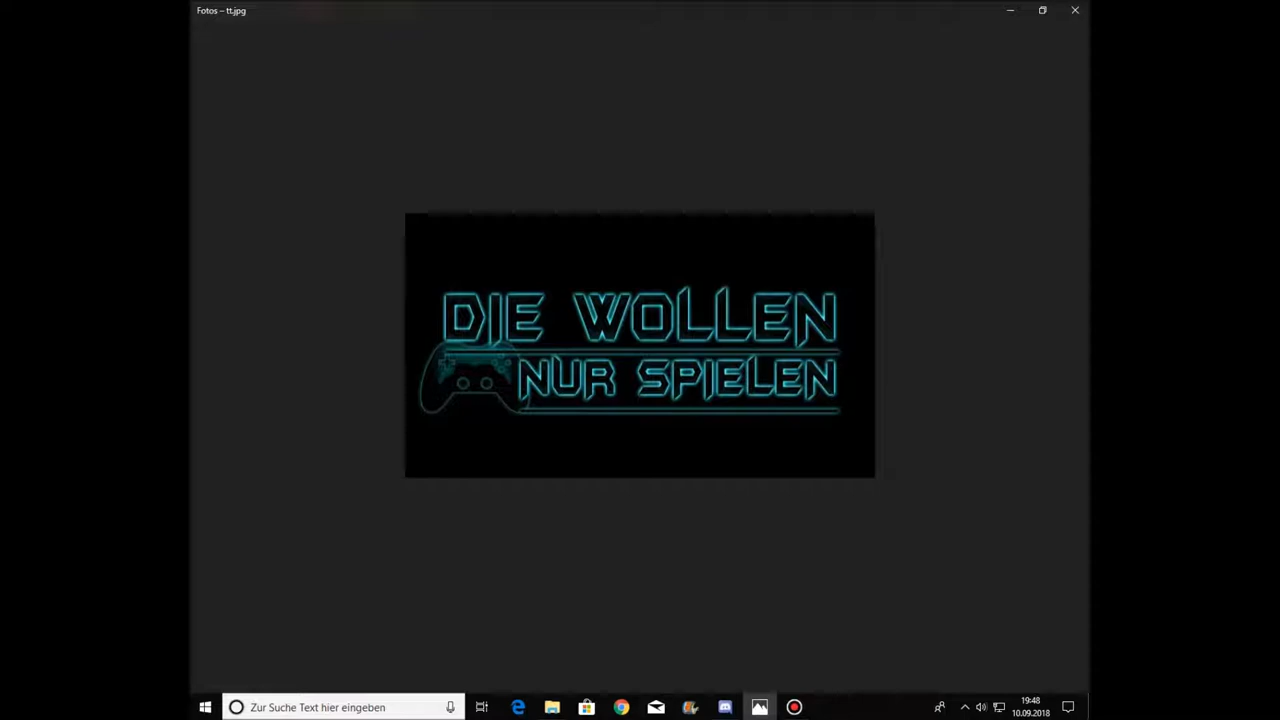 Fotos – tt.jpg
DIE WOLLEN
NUR SPIELEN
Zur Suche Text hier eingeben
19:48
10.09.2018